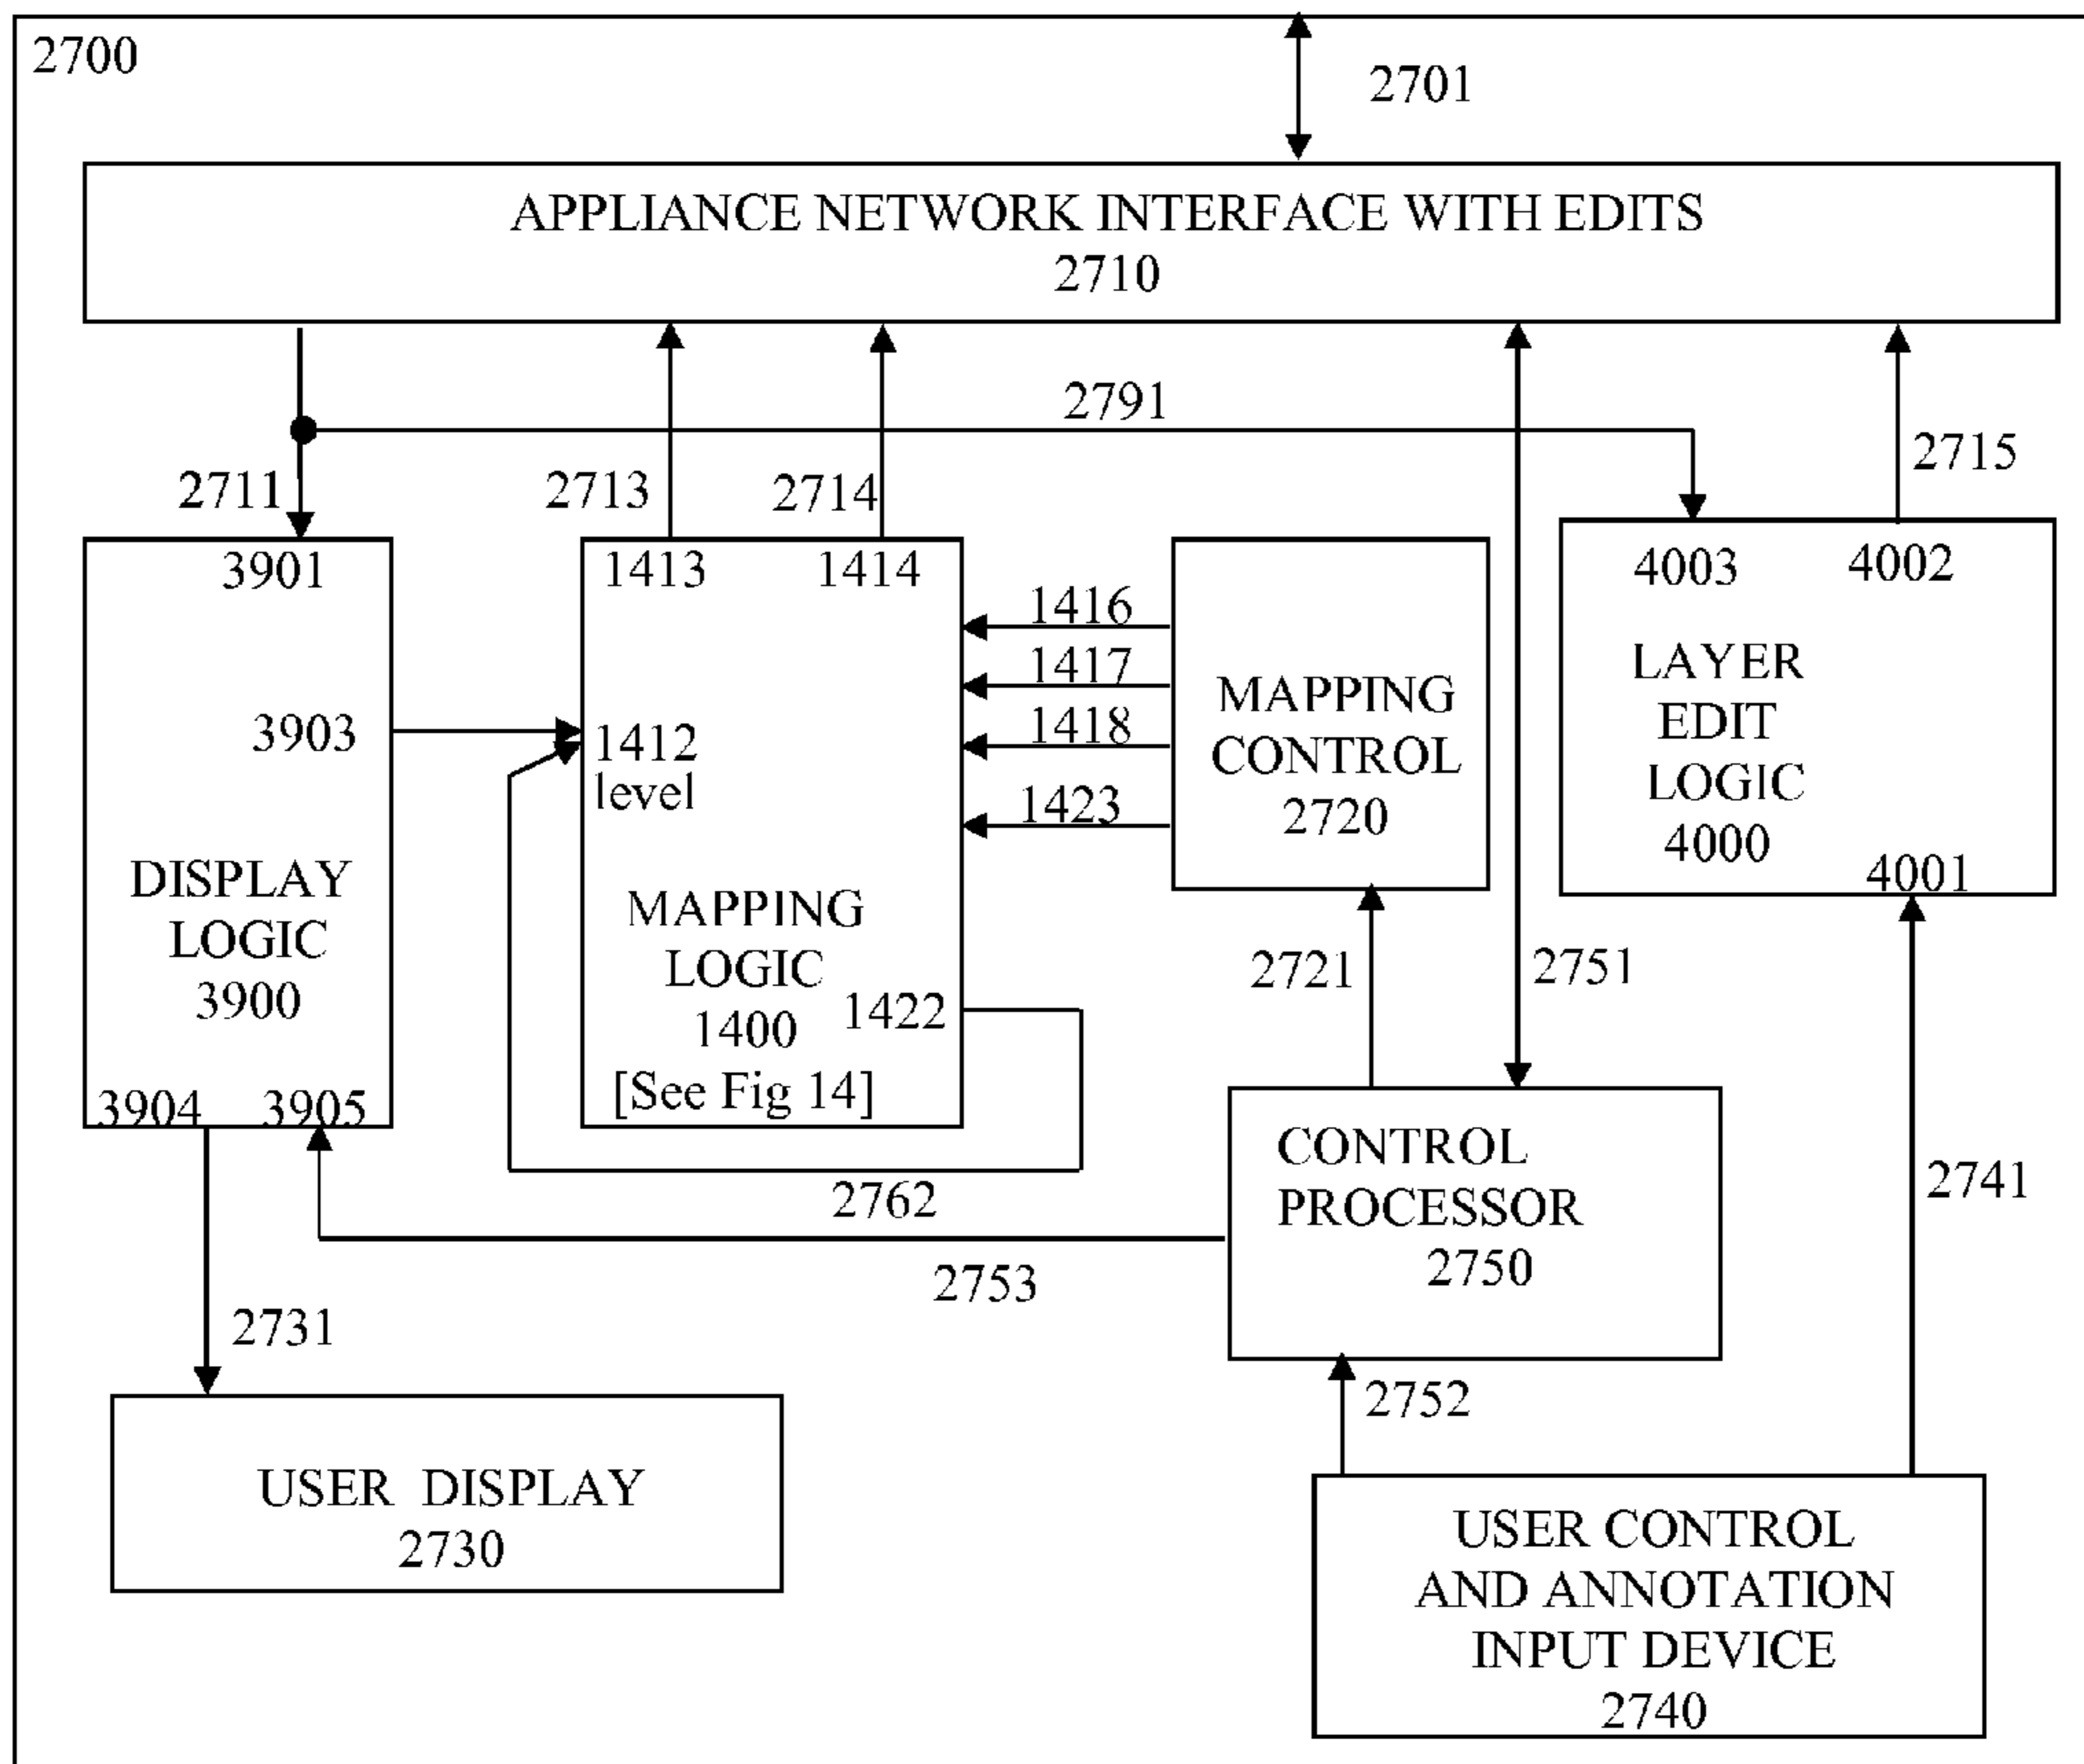 2700
2701
APPLIANCE NETWORK INTERFACE WITH EDITS
2710
2791
2711
2713
2714
2715
3901
1413
1414
4003
4002
1416
1417
1418
1423
3903
1412
level
MAPPING
CONTROL
2720
LAYER
EDIT
LOGIC
4000
4001
DISPLAY
LOGIC
3900
MAPPING
LOGIC
1400
1422
[See Fig 14]
2721
2751
3904
3905
CONTROL
PROCESSOR
2750
2741
2762
2753
2731
2752
USER DISPLAY
2730
USER CONTROL
AND ANNOTATION
INPUT DEVICE
2740